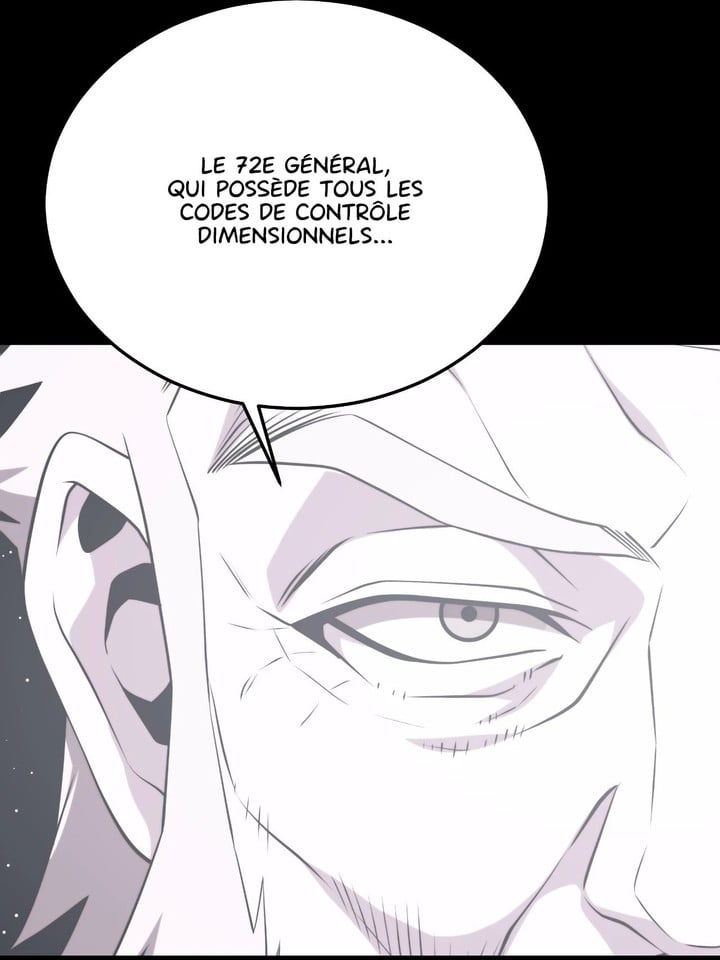 LE 72E GÉNÉRAL,
QUI POSSÈDE TOUS LES
CODES DE CONTRÔLE
DIMENSIONNELS...